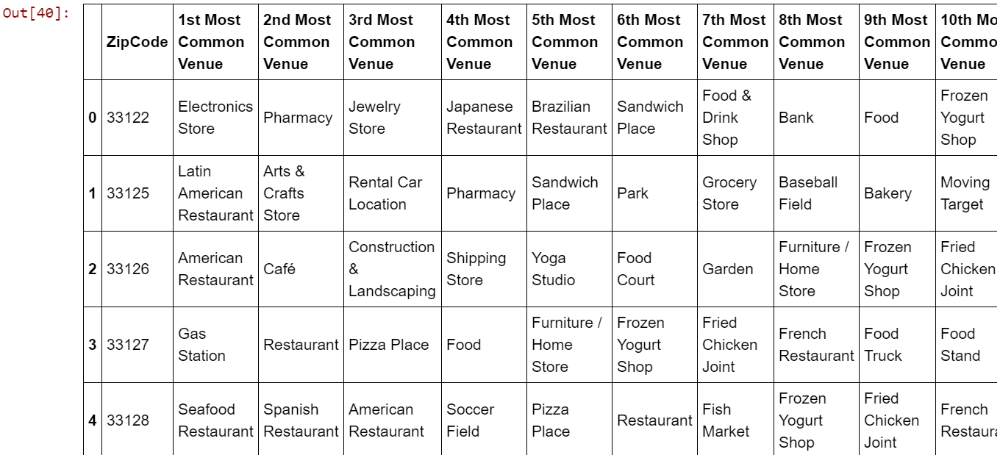 Out[40]:
ZipCode 1st Most Common Venue 2nd Most Common Venue 3rd Most Common Venue 4th Most Common Venue 5th Most Common Venue 6th Most Common Venue 7th Most Common Venue 8th Most Common Venue 9th Most Common Venue 10th Venue
0 33122 Electronics Store Pharmacy Jewelry Store Japanese Restaurant Brazilian Restaurant Sandwich Place Food & Drink Shop Bank Food Frozen Yogurt Shop
1 33125 Latin American Restaurant Arts & Crafts Store Rental Car Location Pharmacy Sandwich Place Park Grocery Store Baseball Field Bakery Moving Target
2 33126 American Restaurant Café Construction & Landscaping Shipping Store Yoga Studio Food Court Garden Furniture / Home Store Frozen Yogurt Shop Fried Chicken Joint
3 33127 Gas Station Restaurant Pizza Place Food Furniture / Home Store Frozen Yogurt Shop Fried Chicken Joint French Restaurant Food Truck Food Stand
4 33128 Seafood Restaurant Spanish Restaurant American Restaurant Soccer Field Pizza Place Restaurant Fish Market Frozen Yogurt Shop Fried Chicken Joint French